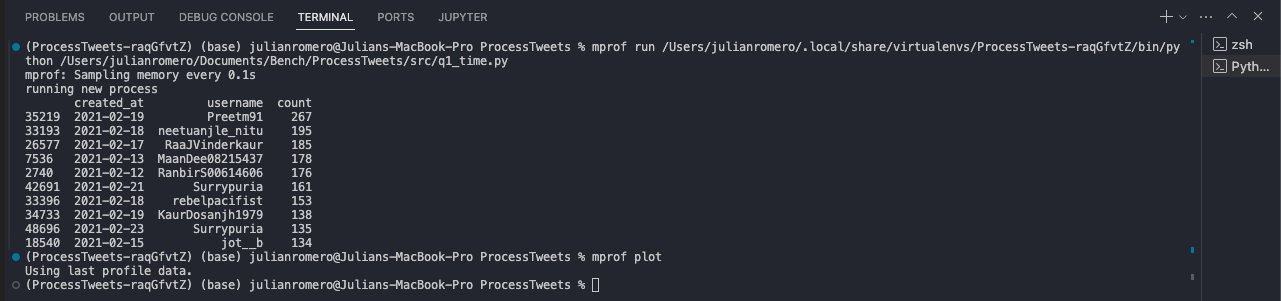 PROBLEMS OUTPUT DEBUG CONSOLE TERMINAL PORTS JUPYTER
(ProcessTweets-raqGfvtZ) (base) julianromero@Julians-MacBook-Pro ProcessTweets % mprof run /Users/julianromero/.local/share/virtualenvs/ProcessTweets-raqGfvtZ/bin/py
thon /Users/julianromero/Documents/Bench/ProcessTweets/src/q1_time.py
mprof: Sampling memory every 0.1s
running new process
created_at username count
35219 2021-02-19 Preetm91 267
33193 2021-02-18 neetuanjle_nitu 195
26577 2021-02-17 RaaJVinderkaur 185
7536 2021-02-13 MaanDee08215437 178
2740 2021-02-12 RanbirS00614606 176
42691 2021-02-21 Surrypuria 161
33396 2021-02-18 rebelpacifist 153
34733 2021-02-19 KaurDosanjh1979 138
48696 2021-02-23 Surrypuria 135
18540 2021-02-15 jot__b 134
(ProcessTweets-raqGfvtZ) (base) julianromero@Julians-MacBook-Pro ProcessTweets % mprof plot
Using last profile data.
(ProcessTweets-raqGfvtZ) (base) julianromero@Julians-MacBook-Pro ProcessTweets %
zsh
Pyth...